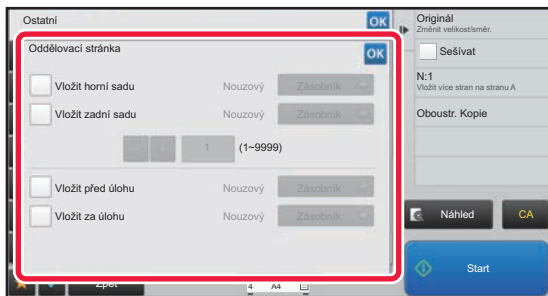 Ostatní
OK
Oddělovací stránka
OK
Vložit horní sadu
Nouzový
Zásobník
Vložit zadní sadu
Nouzový
Zásobník
1
(1~9999)
Vložit před úlohu
Nouzový
Zásobník
Vložit za úlohu
Nouzový
Zásobník
Zpět
4
A4
Originál
Změnit velikost/směr.
Sešívat
N:1
Vložit více stran na stranu A
Oboustr. Kopie
Náhled
CA
Start